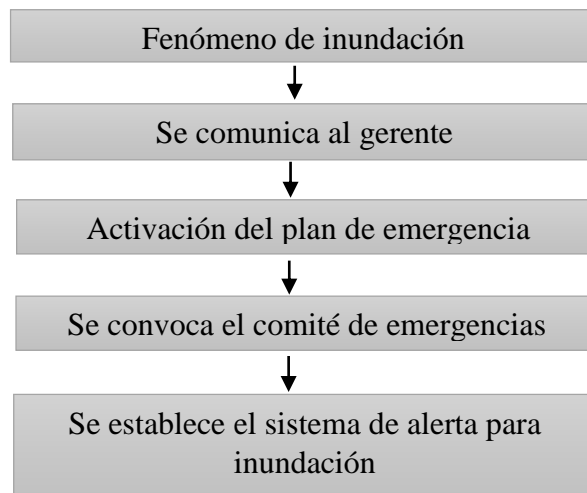 Fenómeno de inundación
Se comunica al gerente
Activación del plan de emergencia
Se convoca el comité de emergencias
Se establece el sistema de alerta para
inundación